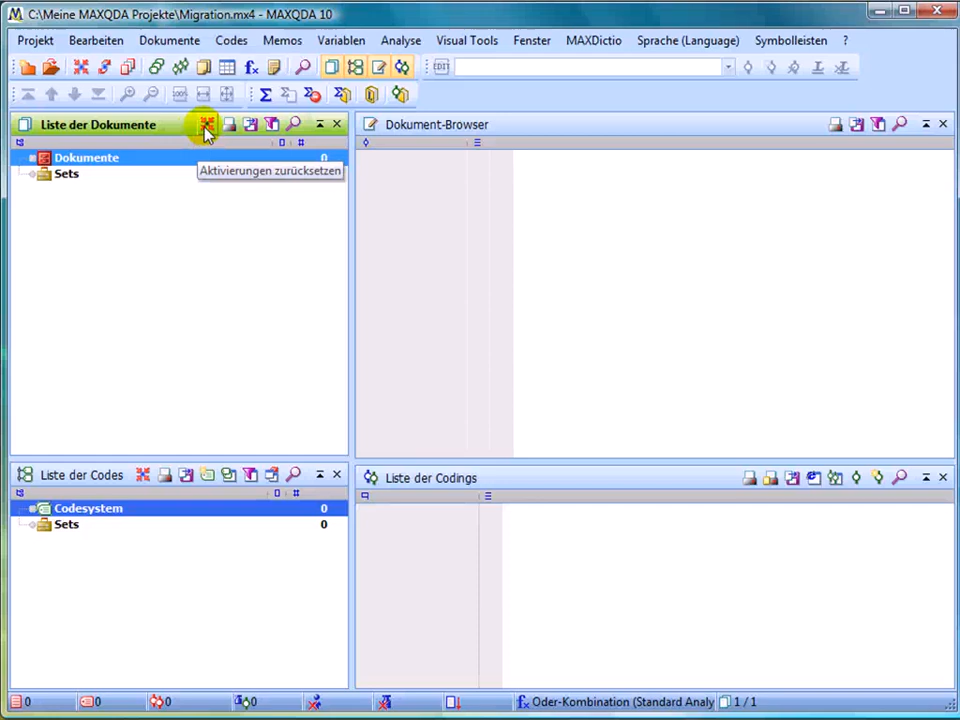 C:\Meine MAXQDA Projekte\Migration.mx4 - MAXQDA 10
Projekt Bearbeiten Dokumente Codes Memos Variablen Analyse Visual Tools Fenster MAXDictio Sprache (Language) Symbolleisten ?
EDIT
Liste der Dokumente
Dokumente 0
Sets
Aktivierungen zurücksetzen
Dokument-Browser
Liste der Codes
Codesystem 0
Sets 0
Liste der Codings
0 0 0 0 Oder-Kombination (Standard Analy 1 / 1